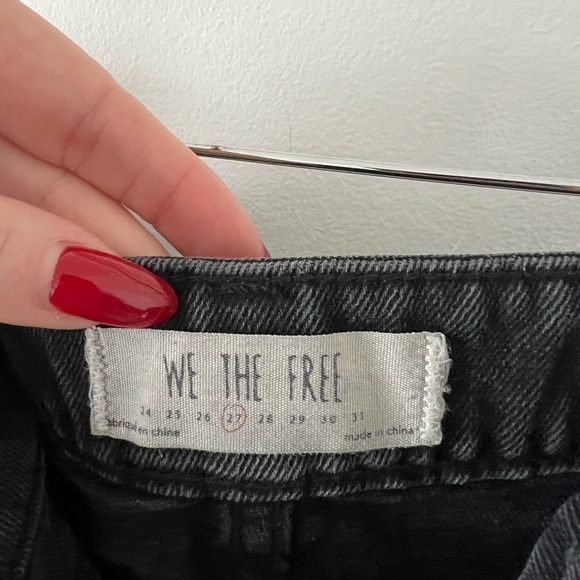 WE THE FREE
24 25 26 27 28 29 30 31
fabriqué en chine made in china